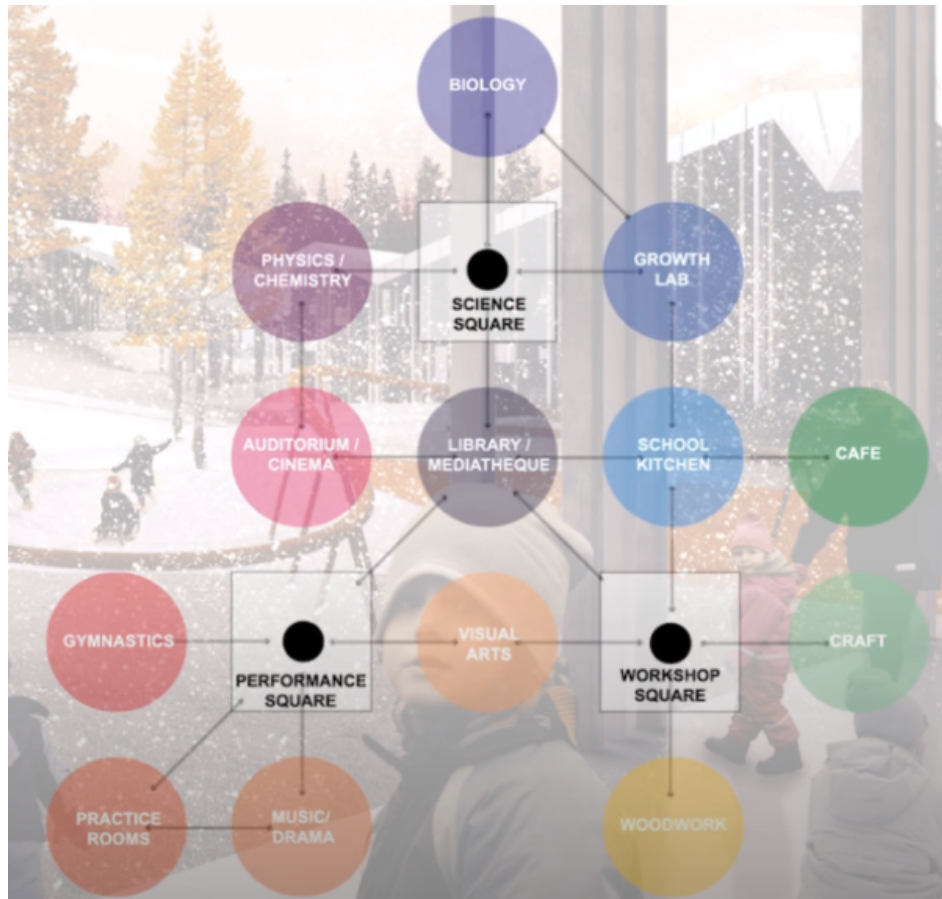 BIOLOGY
PHYSICS /
CHEMISTRY
SCIENCE
SQUARE
GROWTH
LAB
AUDITORIUM /
CINEMA
LIBRARY /
MEDIATHEQUE
SCHOOL
KITCHEN
CAFE
GYMNASTICS
PERFORMANCE
SQUARE
VISUAL
ARTS
WORKSHOP
SQUARE
CRAFT
PRACTICE
ROOMS
MUSIC/
DRAMA
WOODWORK